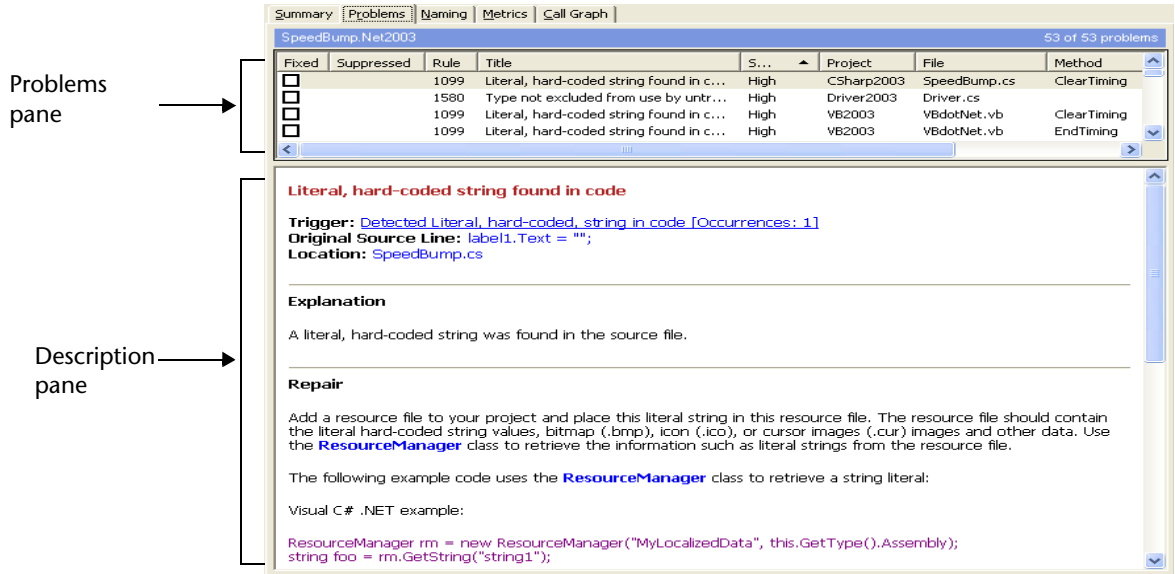 Summary Problems Naming Metrics Call Graph
SpeedBump.Net2003 53 of 53 problems
Fixed Suppressed Rule Title S... Project File Method
1099 Literal, hard-coded string found in c... High CSharp2003 SpeedBump.cs ClearTiming
1580 Type not excluded from use by untr... High Driver2003 Driver.cs
1099 Literal, hard-coded string found in c... High VB2003 VBdotNet.vb ClearTiming
1099 Literal, hard-coded string found in c... High VB2003 VBdotNet.vb EndTiming
Problems
pane
Literal, hard-coded string found in code
Trigger: Detected Literal, hard-coded, string in code [Occurrences: 1]
Original Source Line: label1.Text = "";
Location: SpeedBump.cs
Explanation
A literal, hard-coded string was found in the source file.
Description
pane
Repair
Add a resource file to your project and place this literal string in this resource file. The resource file should contain
the literal hard-coded string values, bitmap (.bmp), icon (.ico), or cursor images (.cur) images and other data. Use
the ResourceManager class to retrieve the information such as literal strings from the resource file.
The following example code uses the ResourceManager class to retrieve a string literal:
Visual C# .NET example:
ResourceManager rm = new ResourceManager("MyLocalizedData", this.GetType().Assembly);
string foo = rm.GetString("string1");